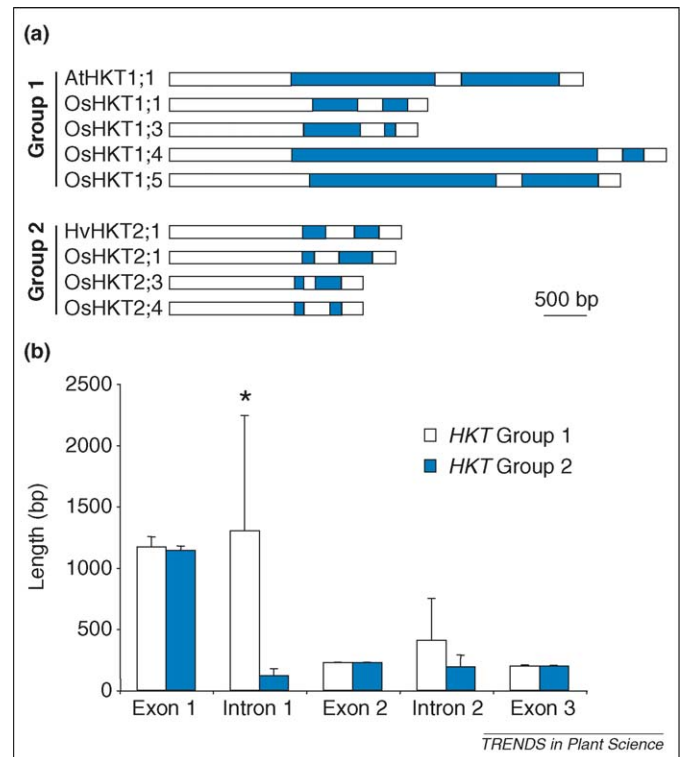 (a)
Group 1
AtHKT1;1
OsHKT1;1
OsHKT1;3
OsHKT1;4
OsHKT1;5
Group 2
HvHKT2;1
OsHKT2;1
OsHKT2;3
OsHKT2;4
500 bp
(b)
Length (bp)
2500
2000
1500
1000
500
0
*
HKT Group 1
HKT Group 2
Exon 1 Intron 1 Exon 2 Intron 2 Exon 3
TRENDS in Plant Science